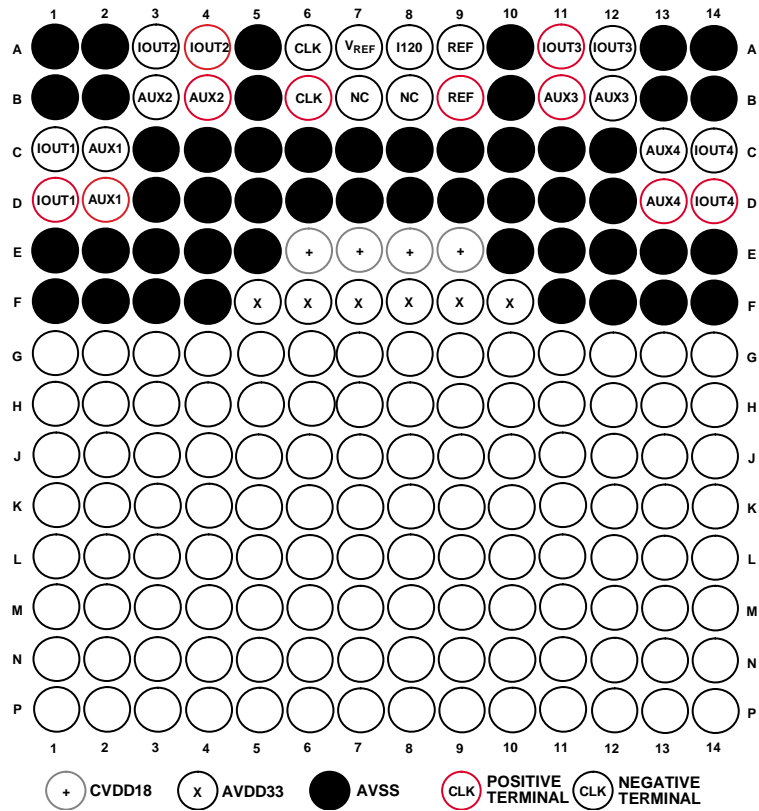 1 2 3 4 5 6 7 8 9 10 11 12 13 14
A IOUT2 IOUT2 CLK VREF I120 REF IOUT3 IOUT3 A
B AUX2 AUX2 CLK NC NC REF AUX3 AUX3 B
C IOUT1 AUX1 AUX4 IOUT4 C
D IOUT1 AUX1 AUX4 IOUT4 D
E + + + + E
F X X X X X X F
G G
H H
J J
K K
L L
M M
N N
P P
1 2 3 4 5 6 7 8 9 10 11 12 13 14
+ CVDD18 X AVDD33 AVSS CLK POSITIVE TERMINAL CLK NEGATIVE TERMINAL